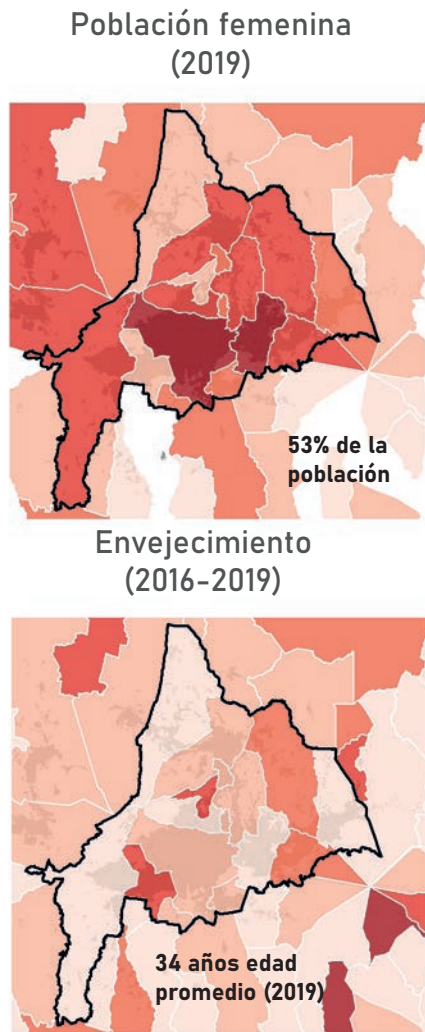 Población femenina
(2019)
53% de la
población
Envejecimiento
(2016-2019)
34 años edad
promedio (2019)